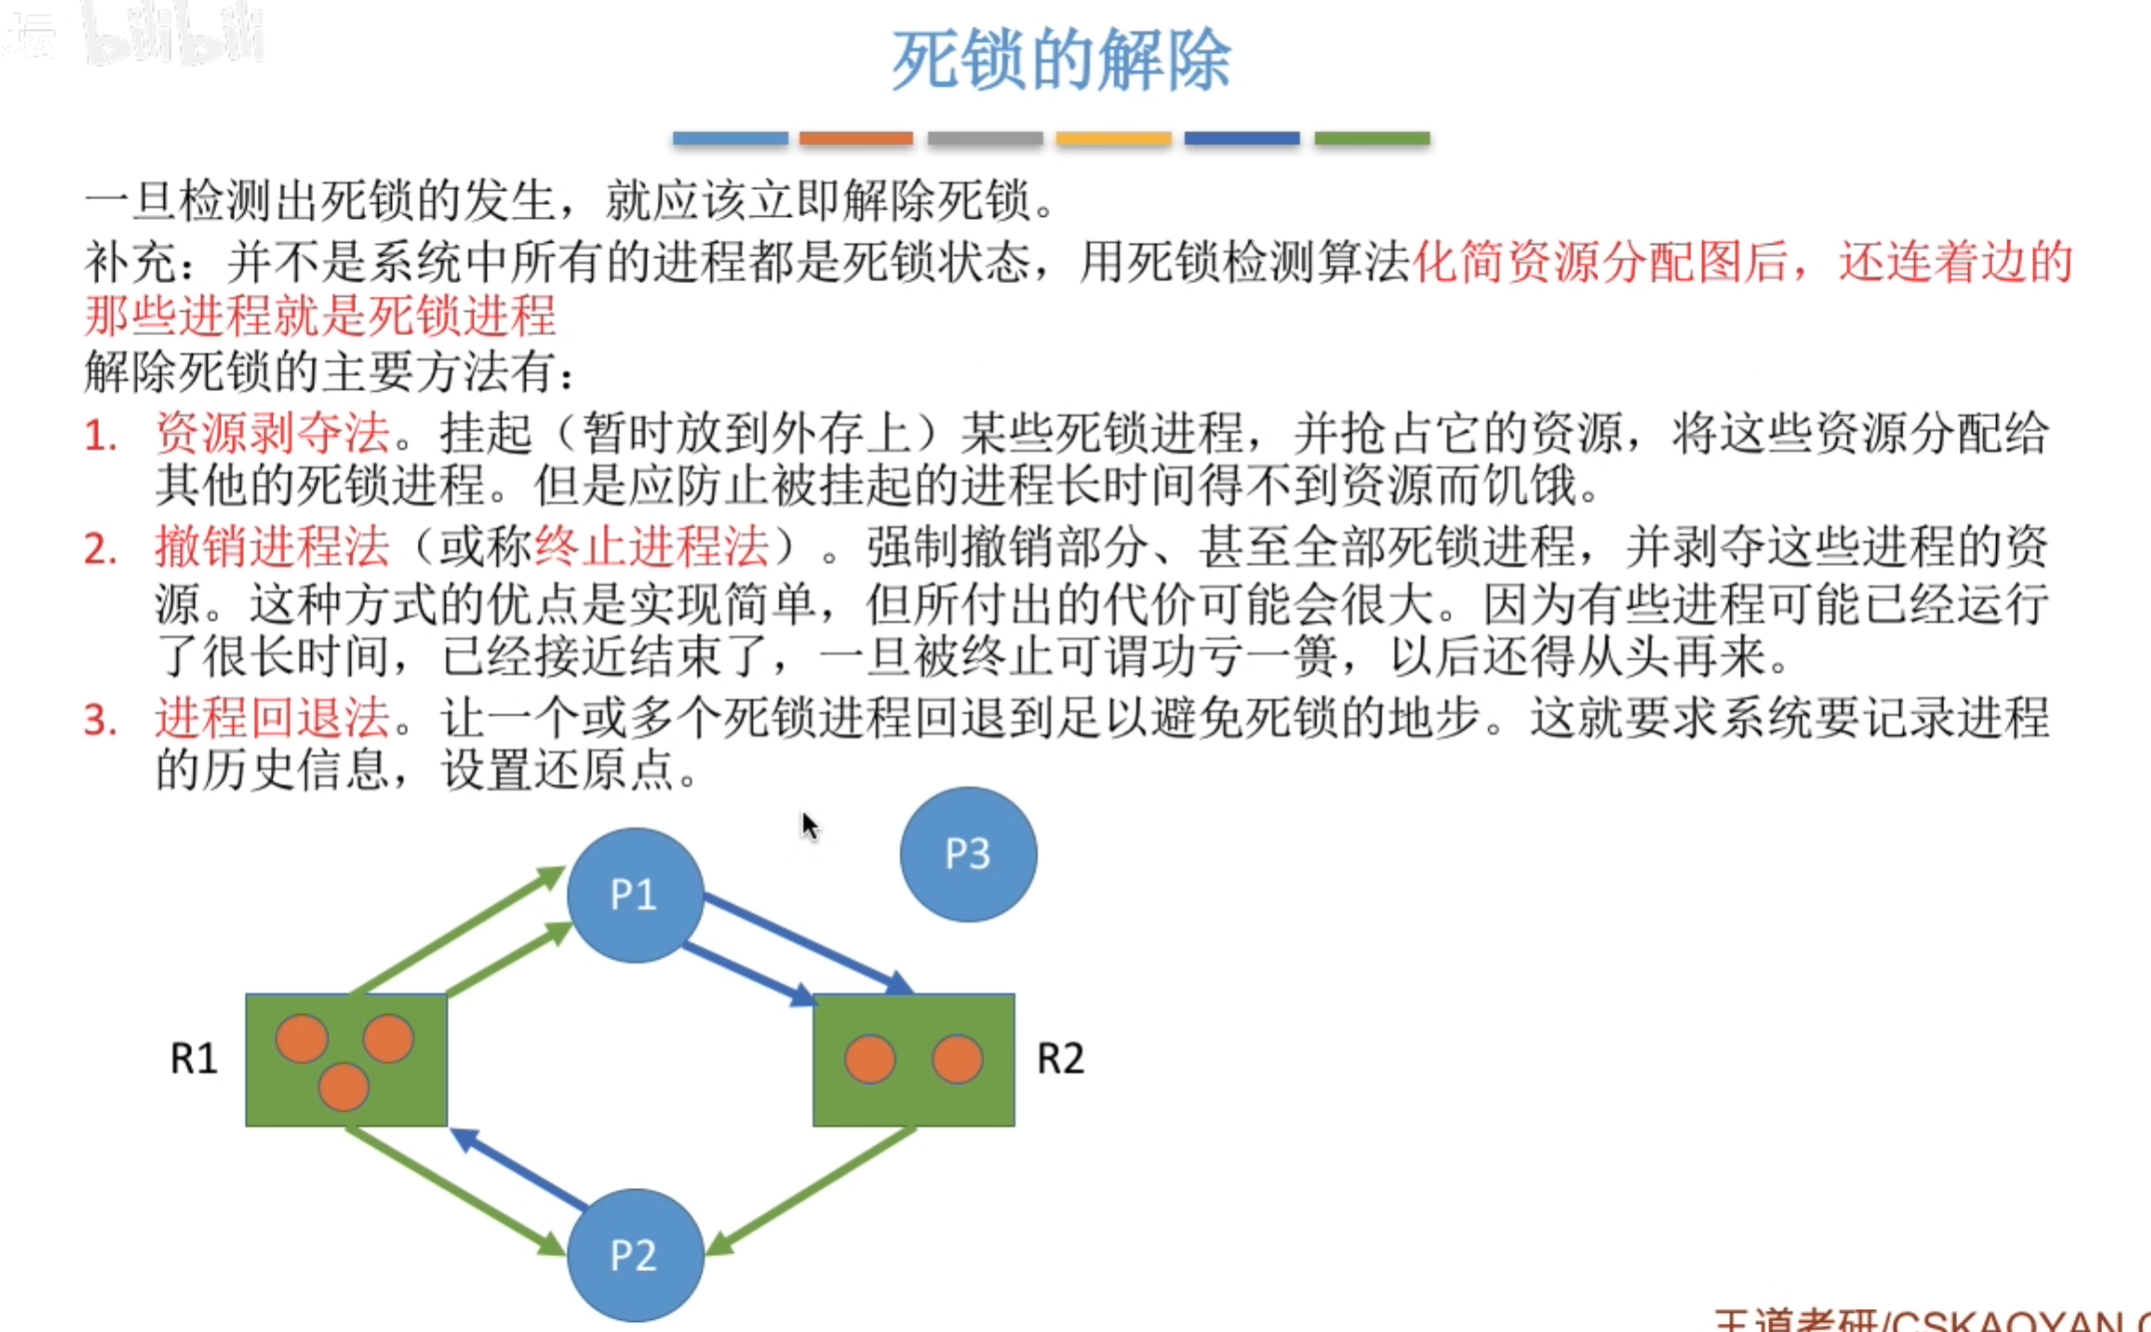 坛 bilibili
死锁的解除
一旦检测出死锁的发生，就应该立即解除死锁。
补充：并不是系统中所有的进程都是死锁状态，用死锁检测算法化简资源分配图后，还连着边的
那些进程就是死锁进程
解除死锁的主要方法有：
1. 资源剥夺法。挂起（暂时放到外存上）某些死锁进程，并抢占它的资源，将这些资源分配给
其他的死锁进程。但是应防止被挂起的进程长时间得不到资源而饥饿。
2. 撤销进程法（或称终止进程法）。强制撤销部分、甚至全部死锁进程，并剥夺这些进程的资
源。这种方式的优点是实现简单，但所付出的代价可能会很大。因为有些进程可能已经运行
了很长时间，已经接近结束了，一旦被终止可谓功亏一篑，以后还得从头再来。
3. 进程回退法。让一个或多个死锁进程回退到足以避免死锁的地步。这就要求系统要记录进程
的历史信息，设置还原点。
P3
P1
R1
R2
P2
王道考研/CSKAOYAN.C